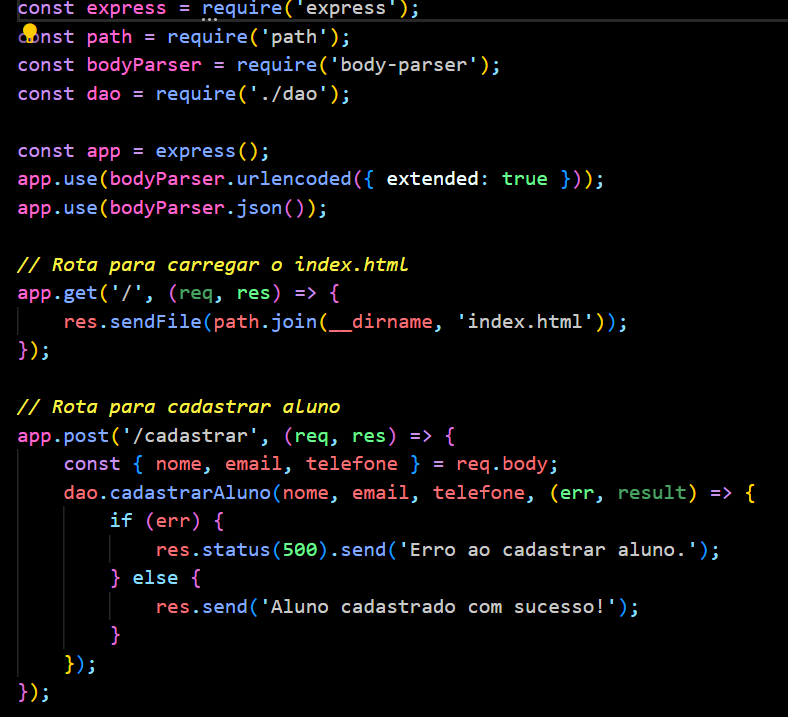 const express = require('express');
const path = require('path');
const bodyParser = require('body-parser');
const dao = require('./dao');
const app = express();
app.use(bodyParser.urlencoded({ extended: true }));
app.use(bodyParser.json());
// Rota para carregar o index.html
app.get('/', (req, res) => {
    res.sendFile(path.join(__dirname, 'index.html'));
});
// Rota para cadastrar aluno
app.post('/cadastrar', (req, res) => {
    const { nome, email, telefone } = req.body;
    dao.cadastrarAluno(nome, email, telefone, (err, result) => {
        if (err) {
            res.status(500).send('Erro ao cadastrar aluno.');
        } else {
            res.send('Aluno cadastrado com sucesso!');
        }
    });
});